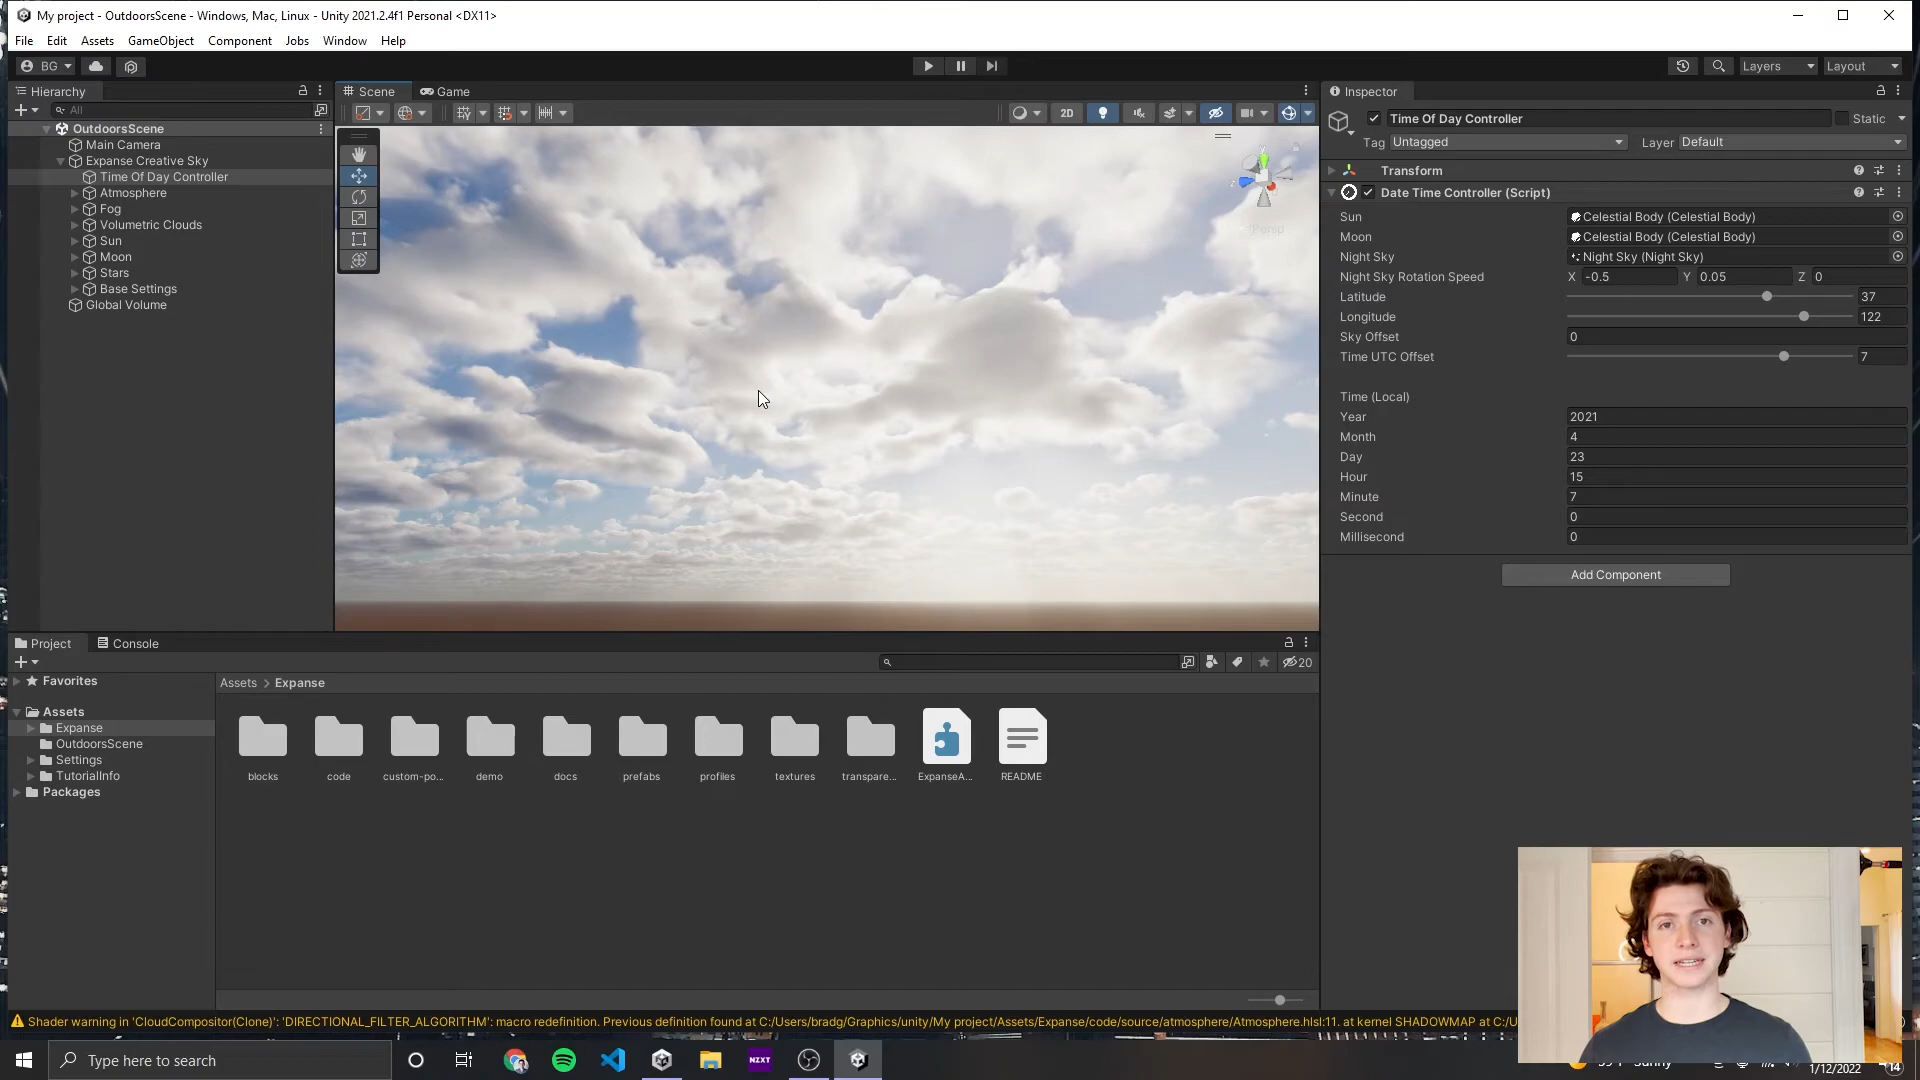 My project - OutdoorsScene - Windows, Mac, Linux - Unity 2021.2.4f1 Personal <DX11>
File Edit Assets GameObject Component Jobs Window Help
BG Layers Layout
Hierarchy
All
OutdoorsScene
Main Camera
Expanse Creative Sky
Time Of Day Controller
Atmosphere
Fog
Volumetric Clouds
Sun
Moon
Stars
Base Settings
Global Volume
Scene Game
2D
Y
Persp
Inspector
Time Of Day Controller Static
Tag Untagged Layer Default
Transform
Date Time Controller (Script)
Sun Celestial Body (Celestial Body)
Moon Celestial Body (Celestial Body)
Night Sky Night Sky (Night Sky)
Night Sky Rotation Speed X -0.5 Y 0.05 Z 0
Latitude 37
Longitude 122
Sky Offset 0
Time UTC Offset 7
Time (Local)
Year 2021
Month 4
Day 23
Hour 15
Minute 7
Second 0
Millisecond 0
Add Component
Project Console
20
Favorites
Assets
Expanse
OutdoorsScene
Settings
TutorialInfo
Packages
Assets > Expanse
blocks code custom-po... demo docs prefabs profiles textures transpare... ExpanseA... README
Shader warning in 'CloudCompositor(Clone)': 'DIRECTIONAL_FILTER_ALGORITHM': macro redefinition. Previous definition found at C:/Users/bradg/Graphics/unity/My project/Assets/Expanse/code/source/atmosphere/Atmosphere.hlsl:11. at kernel SHADOWMAP at C:/U
Type here to search
NZXT
1/12/2022
14